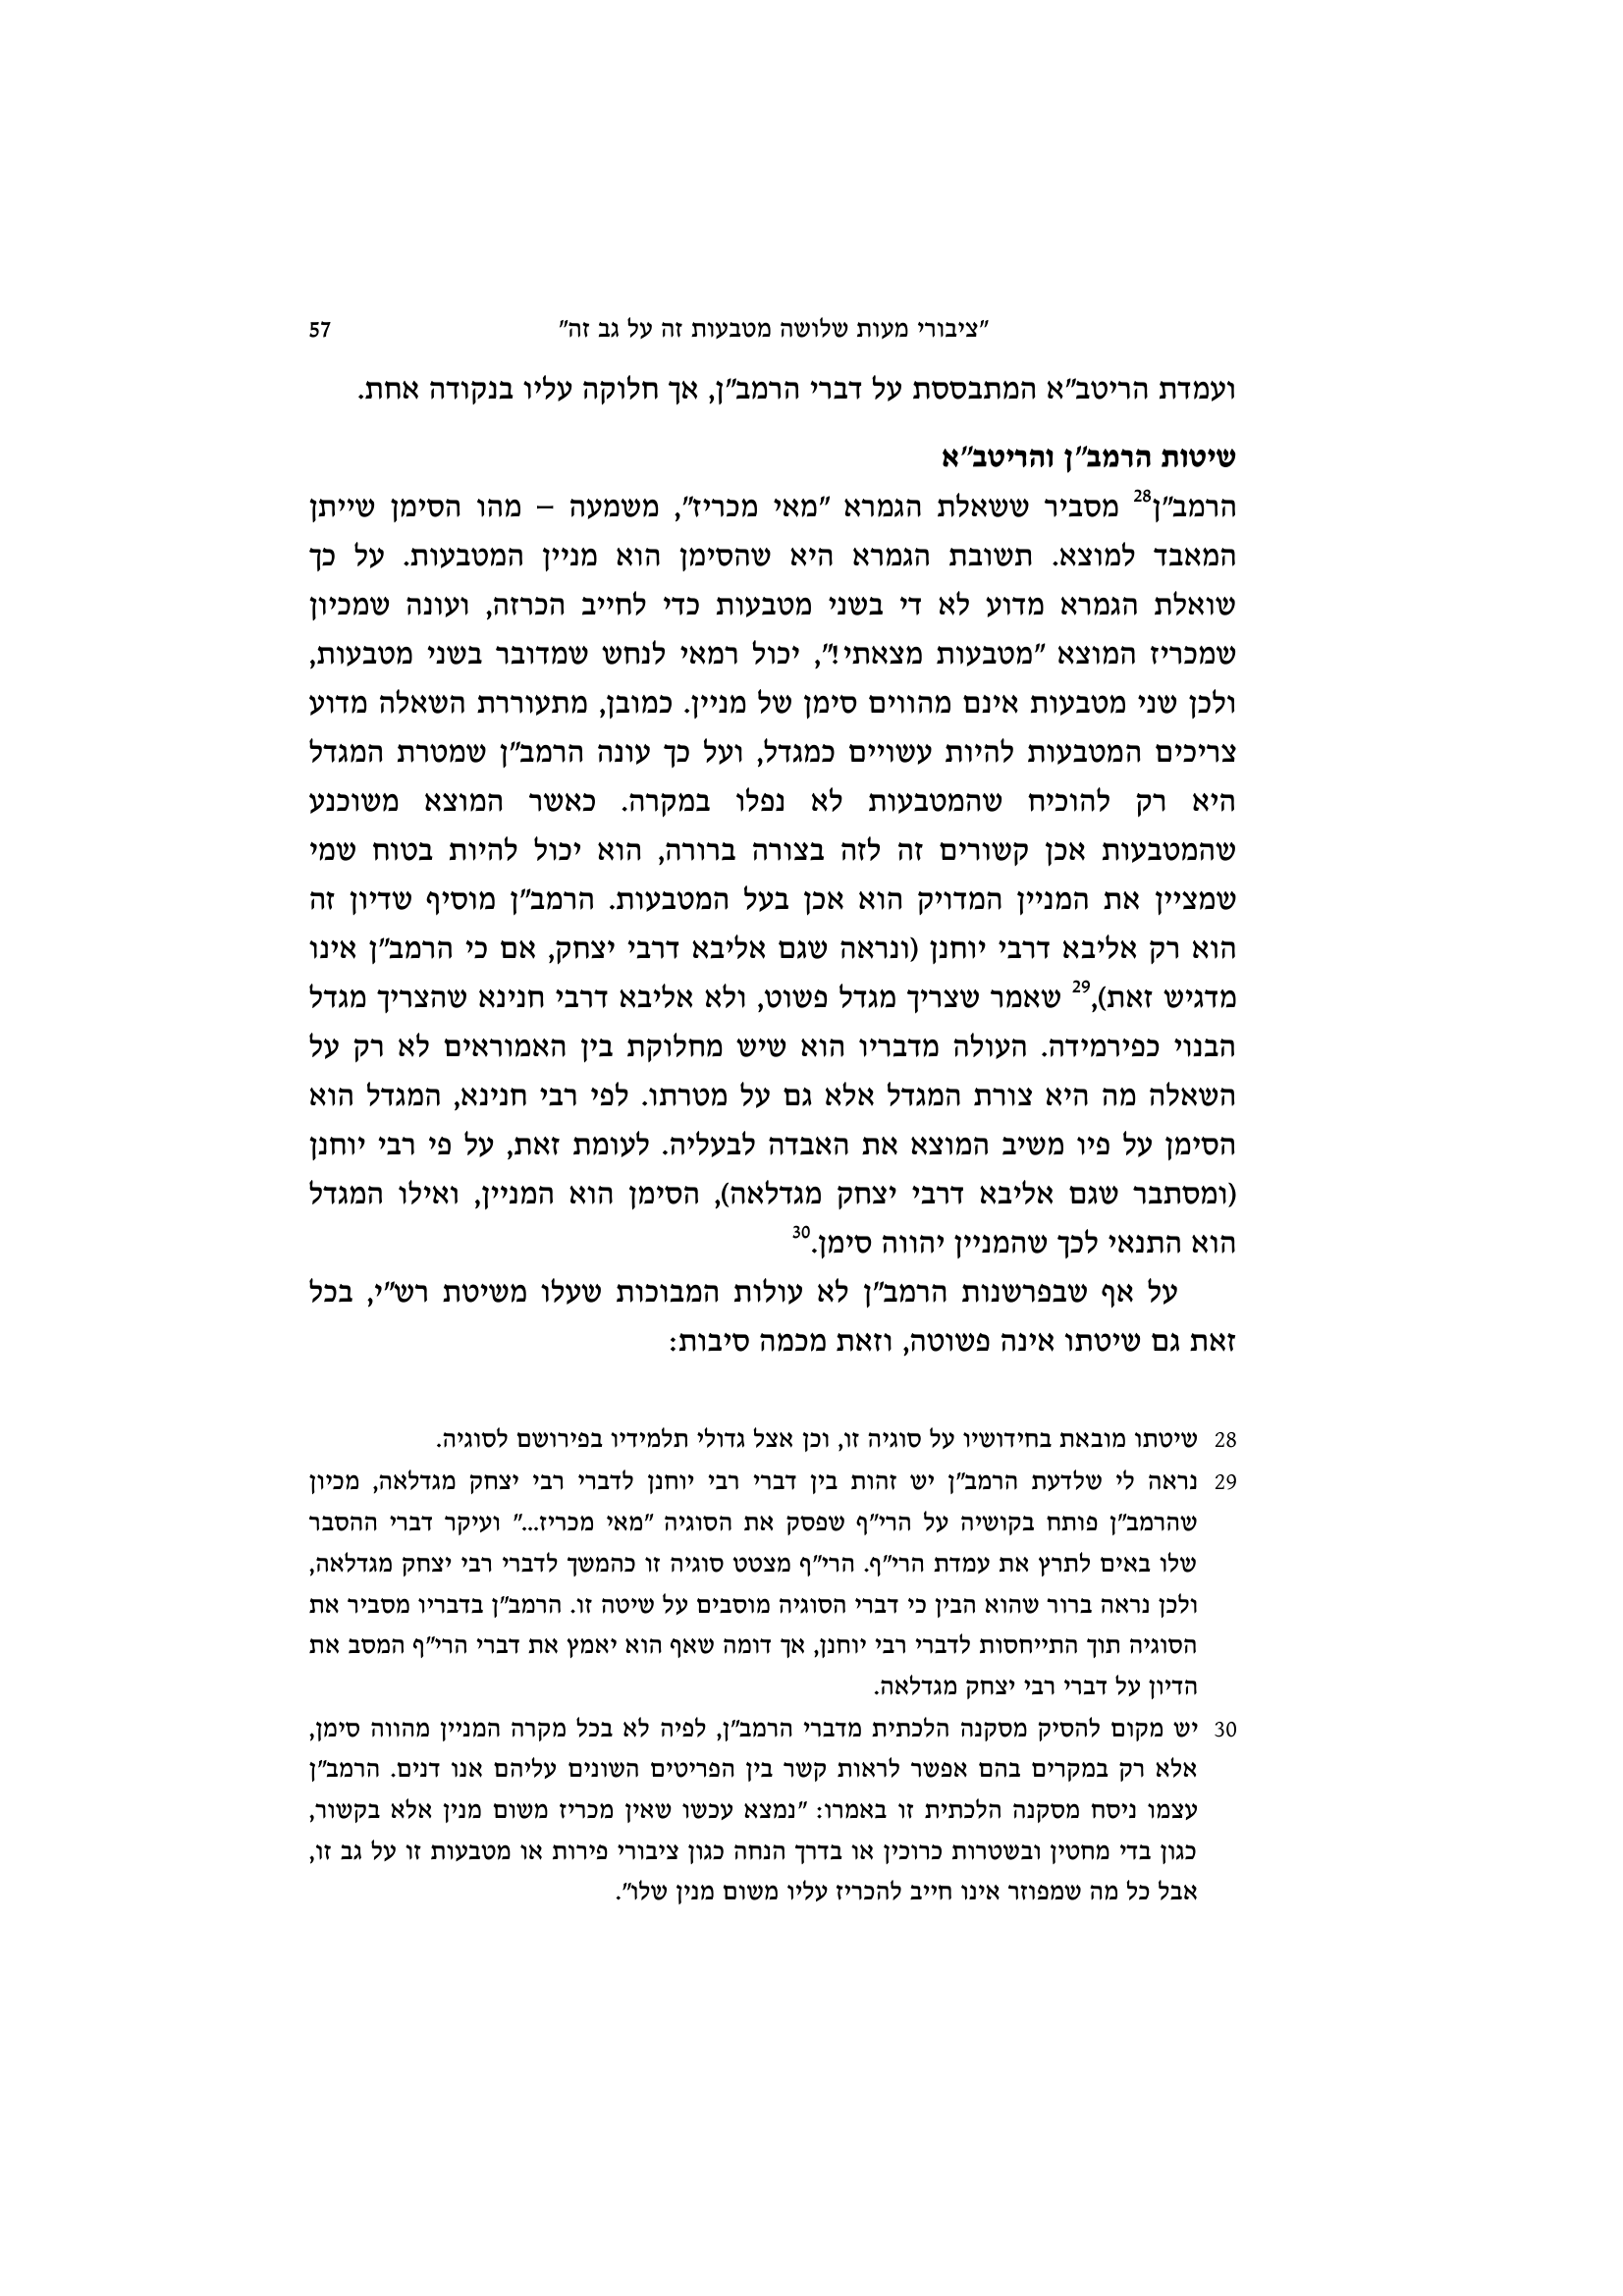 "ציבורי מעות שלושה מטבעות זה על גב זה" 57
ועמדת הריטב"א המתבססת על דברי הרמב"ן, אך חלוקה עליו בנקודה אחת.
שיטות הרמב"ן והריטב"א
הרמב"ן28 מסביר ששאלת הגמרא "מאי מכריז", משמעה – מהו הסימן שייתן
המאבד למוצא. תשובת הגמרא היא שהסימן הוא מניין המטבעות. על כך
שואלת הגמרא מדוע לא די בשני מטבעות כדי לחייב הכרזה, ועונה שמכיון
שמכריז המוצא "מטבעות מצאתי!", יכול רמאי לנחש שמדובר בשני מטבעות,
ולכן שני מטבעות אינם מהווים סימן של מניין. כמובן, מתעוררת השאלה מדוע
צריכים המטבעות להיות עשויים כמגדל, ועל כך עונה הרמב"ן שמטרת המגדל
היא רק להוכיח שהמטבעות לא נפלו במקרה. כאשר המוצא משוכנע
שהמטבעות אכן קשורים זה לזה בצורה ברורה, הוא יכול להיות בטוח שמי
שמציין את המניין המדויק הוא אכן בעל המטבעות. הרמב"ן מוסיף שדיון זה
הוא רק אליבא דרבי יוחנן (ונראה שגם אליבא דרבי יצחק, אם כי הרמב"ן אינו
מדגיש זאת),29 שאמר שצריך מגדל פשוט, ולא אליבא דרבי חנינא שהצריך מגדל
הבנוי כפירמידה. העולה מדבריו הוא שיש מחלוקת בין האמוראים לא רק על
השאלה מה היא צורת המגדל אלא גם על מטרתו. לפי רבי חנינא, המגדל הוא
הסימן על פיו משיב המוצא את האבדה לבעליה. לעומת זאת, על פי רבי יוחנן
(ומסתבר שגם אליבא דרבי יצחק מגדלאה), הסימן הוא המניין, ואילו המגדל
הוא התנאי לכך שהמניין יהווה סימן.30
על אף שבפרשנות הרמב"ן לא עולות המבוכות שעלו משיטת רש"י, בכל
זאת גם שיטתו אינה פשוטה, וזאת מכמה סיבות:
28 שיטתו מובאת בחידושיו על סוגיה זו, וכן אצל גדולי תלמידיו בפירושם לסוגיה.
29 נראה לי שלדעת הרמב"ן יש זהות בין דברי רבי יוחנן לדברי רבי יצחק מגדלאה, מכיון
שהרמב"ן פותח בקושיה על הרי"ף שפסק את הסוגיה "מאי מכריז..." ועיקר דברי ההסבר
שלו באים לתרץ את עמדת הרי"ף. הרי"ף מצטט סוגיה זו כהמשך לדברי רבי יצחק מגדלאה,
ולכן נראה ברור שהוא הבין כי דברי הסוגיה מוסבים על שיטה זו. הרמב"ן בדבריו מסביר את
הסוגיה תוך התייחסות לדברי רבי יוחנן, אך דומה שאף הוא יאמץ את דברי הרי"ף המסב את
הדיון על דברי רבי יצחק מגדלאה.
30 יש מקום להסיק מסקנה הלכתית מדברי הרמב"ן, לפיה לא בכל מקרה המניין מהווה סימן,
אלא רק במקרים בהם אפשר לראות קשר בין הפריטים השונים עליהם אנו דנים. הרמב"ן
עצמו ניסח מסקנה הלכתית זו באמרו: "נמצא עכשו שאין מכריז משום מנין אלא בקשור,
כגון בדי מחטין ובשטרות כרוכין או בדרך הנחה כגון ציבורי פירות או מטבעות זו על גב זו,
אבל כל מה שמפוזר אינו חייב להכריז עליו משום מנין שלו".